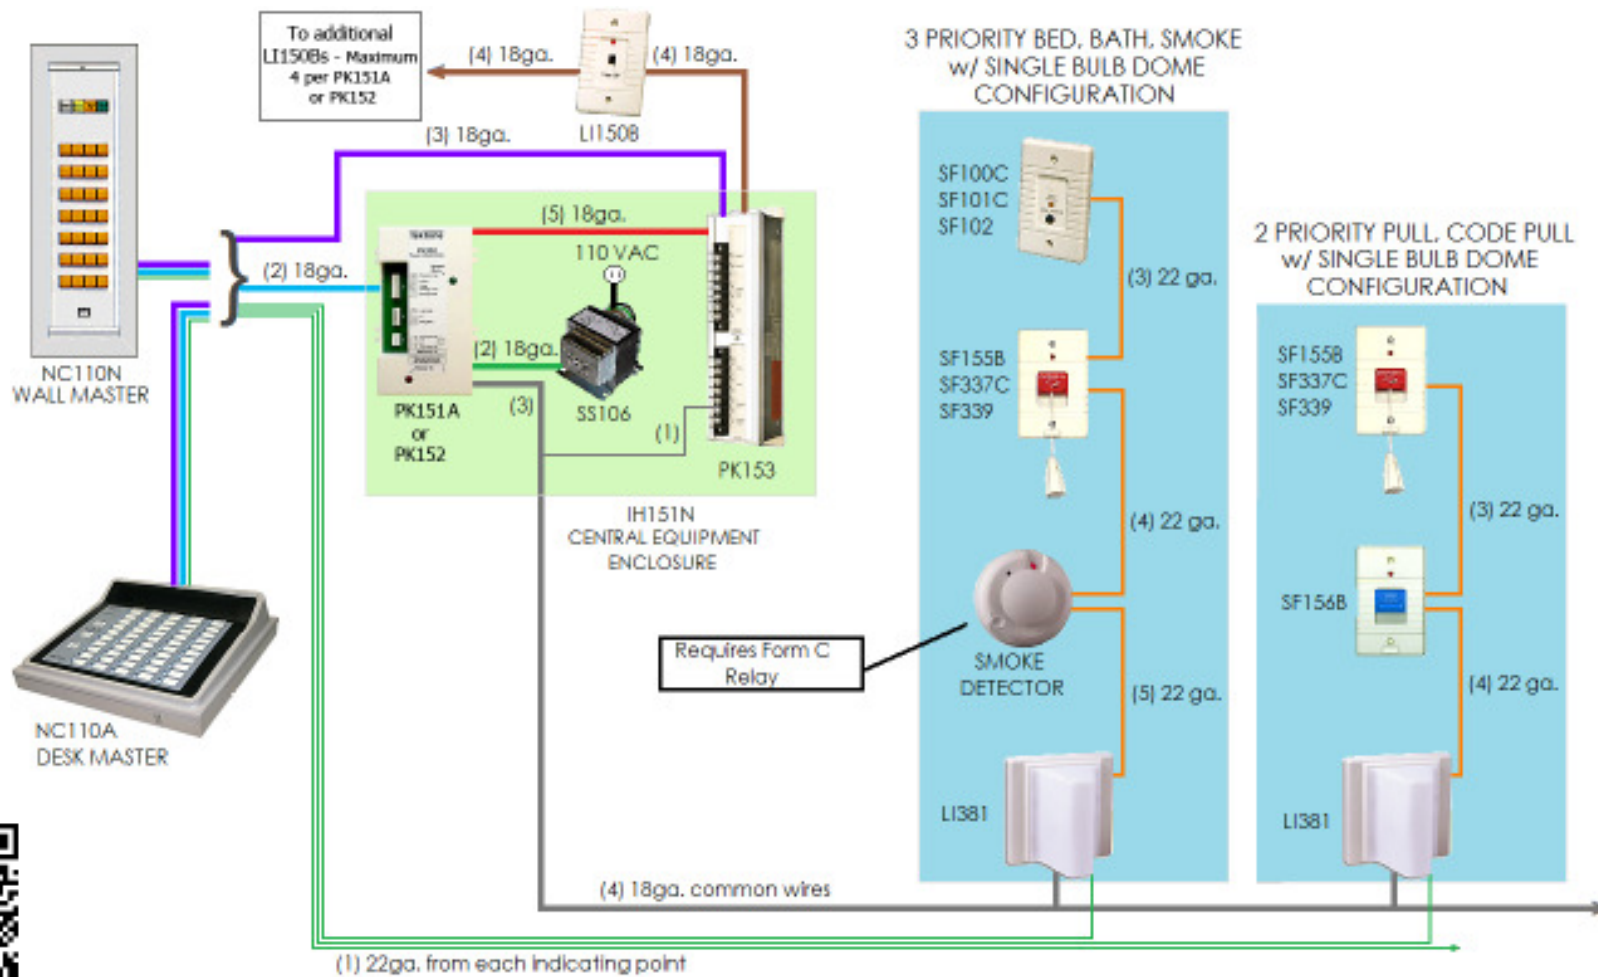 To additional
LI150Bs - Maximum
4 per PK151A
or PK152
(4) 18ga.
(4) 18ga.
LI150B
(3) 18ga.
NC110N
WALL MASTER
(2) 18ga.
(5) 18ga.
110 VAC
(2) 18ga.
SS106
PK151A
or
PK152
(3)
(1)
PK153
IH151N
CENTRAL EQUIPMENT
ENCLOSURE
NC110A
DESK MASTER
3 PRIORITY BED, BATH, SMOKE
w/ SINGLE BULB DOME
CONFIGURATION
SF100C
SF101C
SF102
(3) 22 ga.
SF155B
SF337C
SF339
(4) 22 ga.
Requires Form C
Relay
SMOKE
DETECTOR
(5) 22 ga.
LI381
2 PRIORITY PULL, CODE PULL
w/ SINGLE BULB DOME
CONFIGURATION
SF155B
SF337C
SF339
(3) 22 ga.
SF156B
(4) 22 ga.
LI381
(4) 18ga. common wires
(1) 22ga. from each indicating point